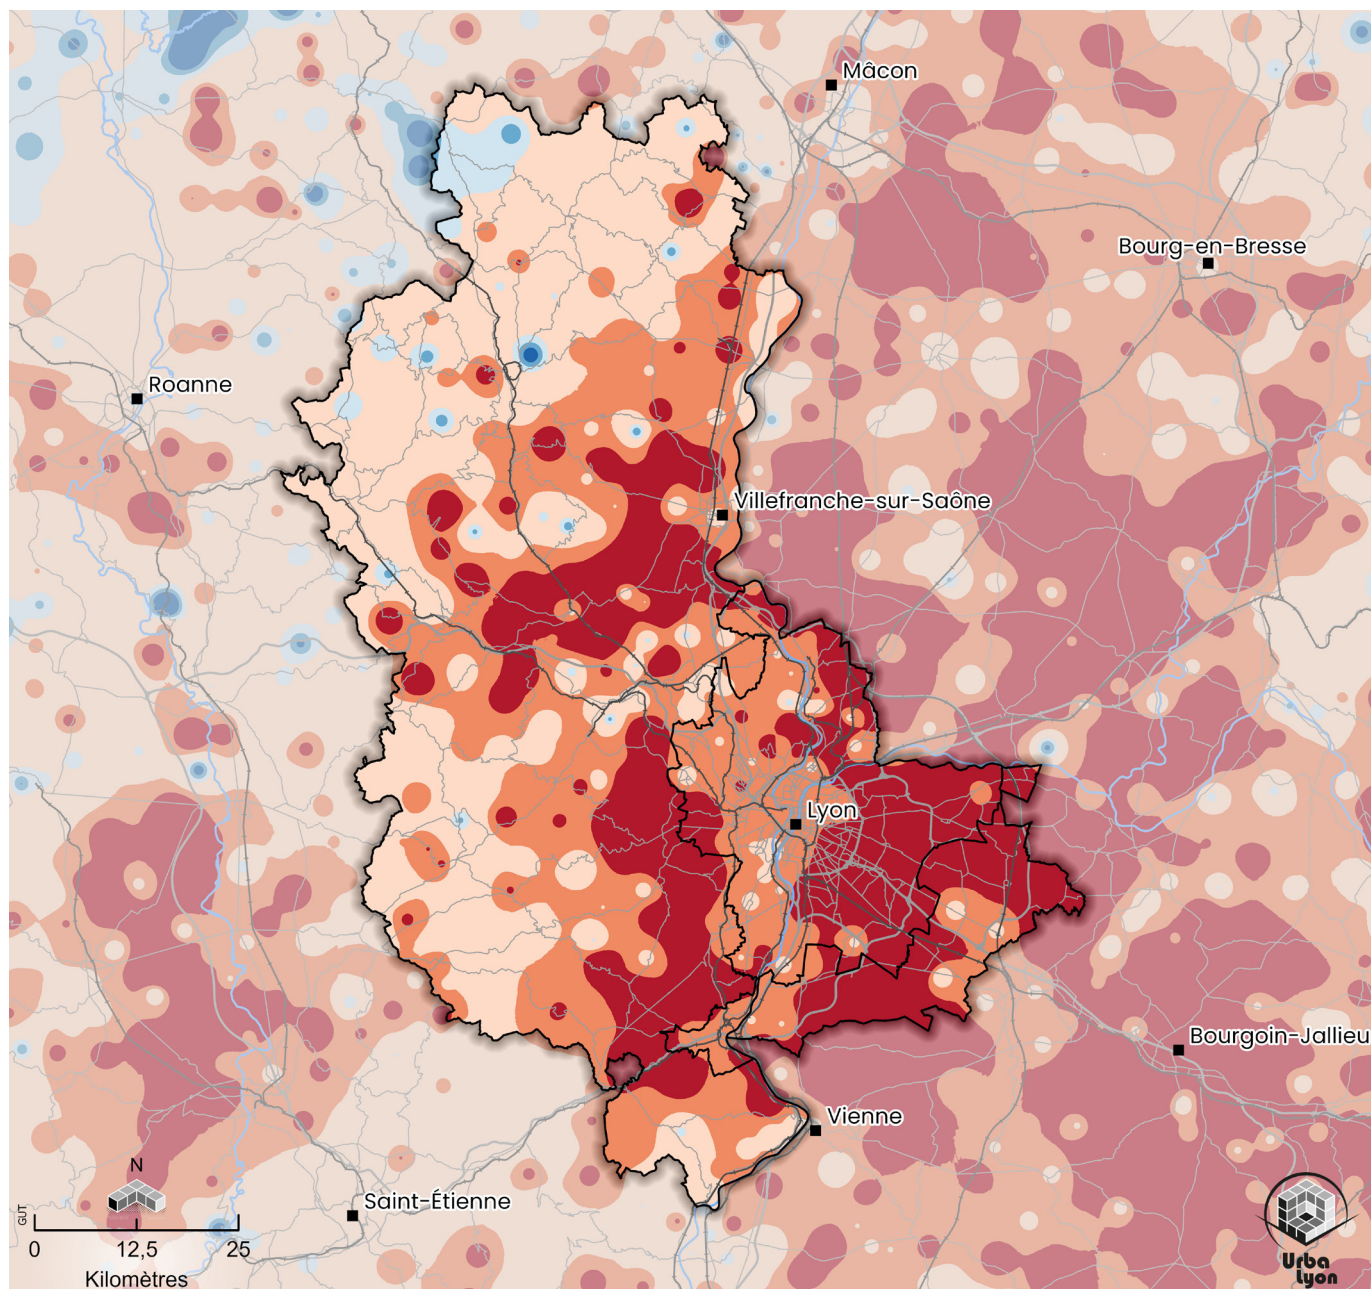 Mâcon
Bourg-en-Bresse
Roanne
Villefranche-sur-Saône
Lyon
Bourgoin-Jallieu
Vienne
Saint-Étienne
N
GUT
0 12,5 25
Kilomètres
Urba
Lyon